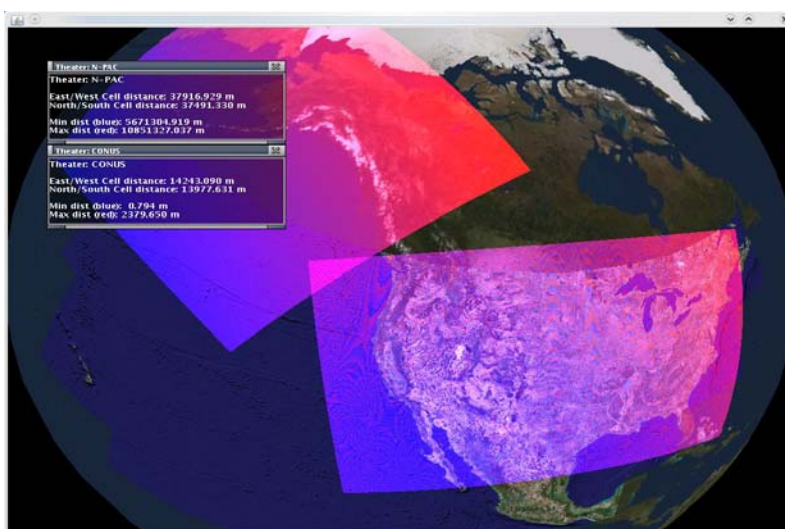 Theater: N-PAC
Theater: N-PAC
East/West Cell distance: 37916.929 m
North/South Cell distance: 37491.330 m
Min dist (blue): 5671304.919 m
Max dist (red): 10851327.037 m
Theater: CONUS
Theater: CONUS
East/West Cell distance: 14243.090 m
North/South Cell distance: 13977.631 m
Min dist (blue): 0.794 m
Max dist (red): 2379.650 m